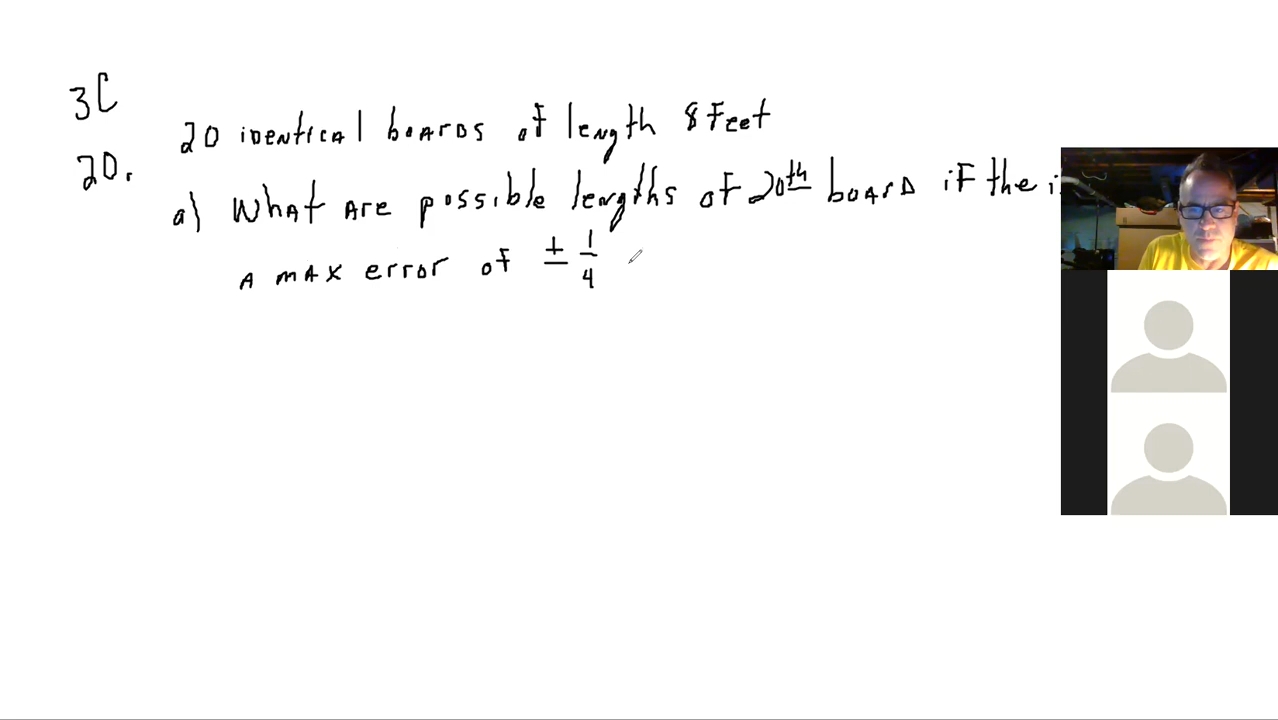 3C
20 identical boards of length 8 feet
20.
a) What are possible lengths of 20th board if the
a max error of ± 1/4